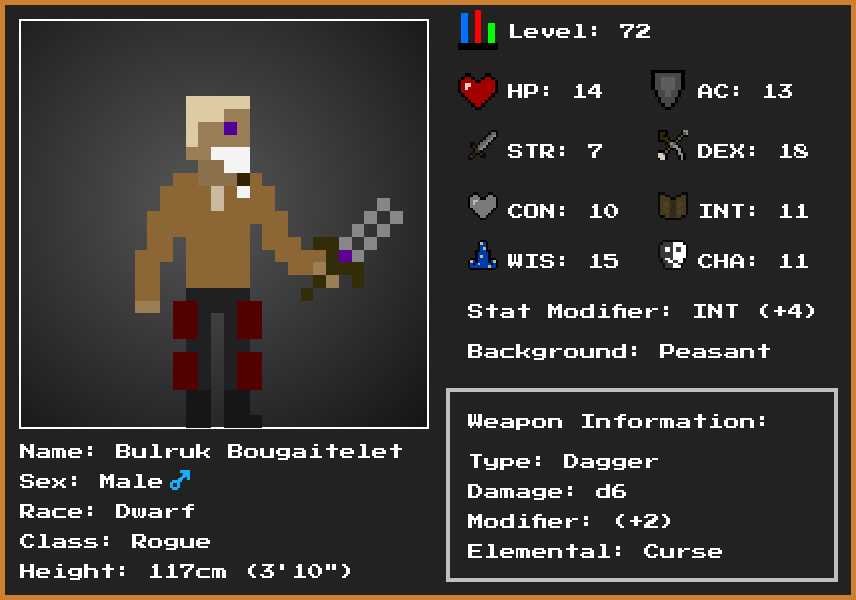 Level: 72
HP: 14 AC: 13
STR: 7 DEX: 18
CON: 10 INT: 11
WIS: 15 CHA: 11
Stat Modifier: INT (+4)
Background: Peasant
Weapon Information:
Type: Dagger
Damage: d6
Modifier: (+2)
Elemental: Curse
Name: Bulruk Bougaitelet
Sex: Male ♂
Race: Dwarf
Class: Rogue
Height: 117cm (3'10")